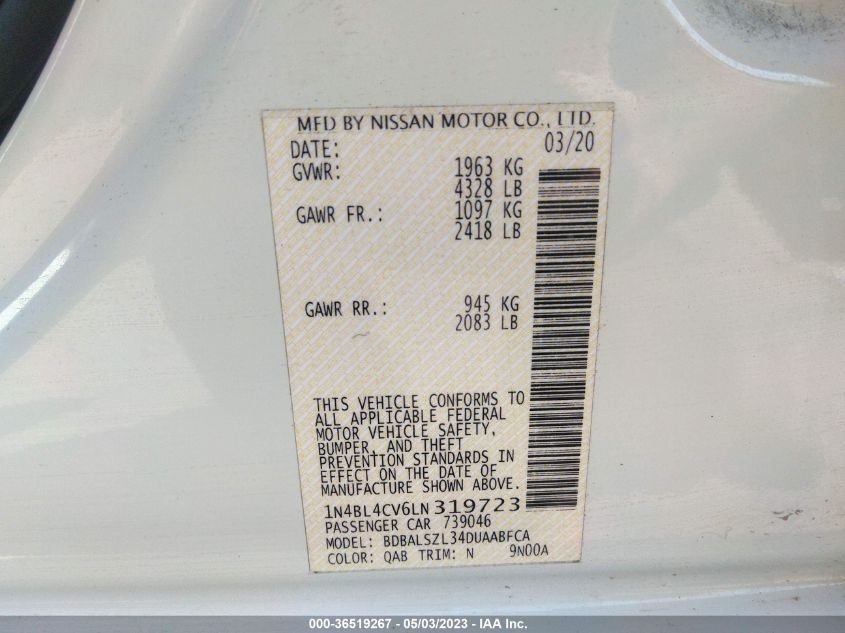 MFD BY NISSAN MOTOR CO., LTD.
DATE: 03/20
GVWR: 1963 KG
4328 LB
GAWR FR.: 1097 KG
2418 LB
GAWR RR.: 945 KG
2083 LB
THIS VEHICLE CONFORMS TO
ALL APPLICABLE FEDERAL
MOTOR VEHICLE SAFETY,
BUMPER, AND THEFT
PREVENTION STANDARDS IN
EFFECT ON THE DATE OF
MANUFACTURE SHOWN ABOVE.
1N4BL4CV6LN319723
PASSENGER CAR 739046
MODEL: BDBALSZL34DUAABFCA
COLOR: QAB TRIM: N 9N00A
000-36519267 - 05/03/2023 - IAA Inc.